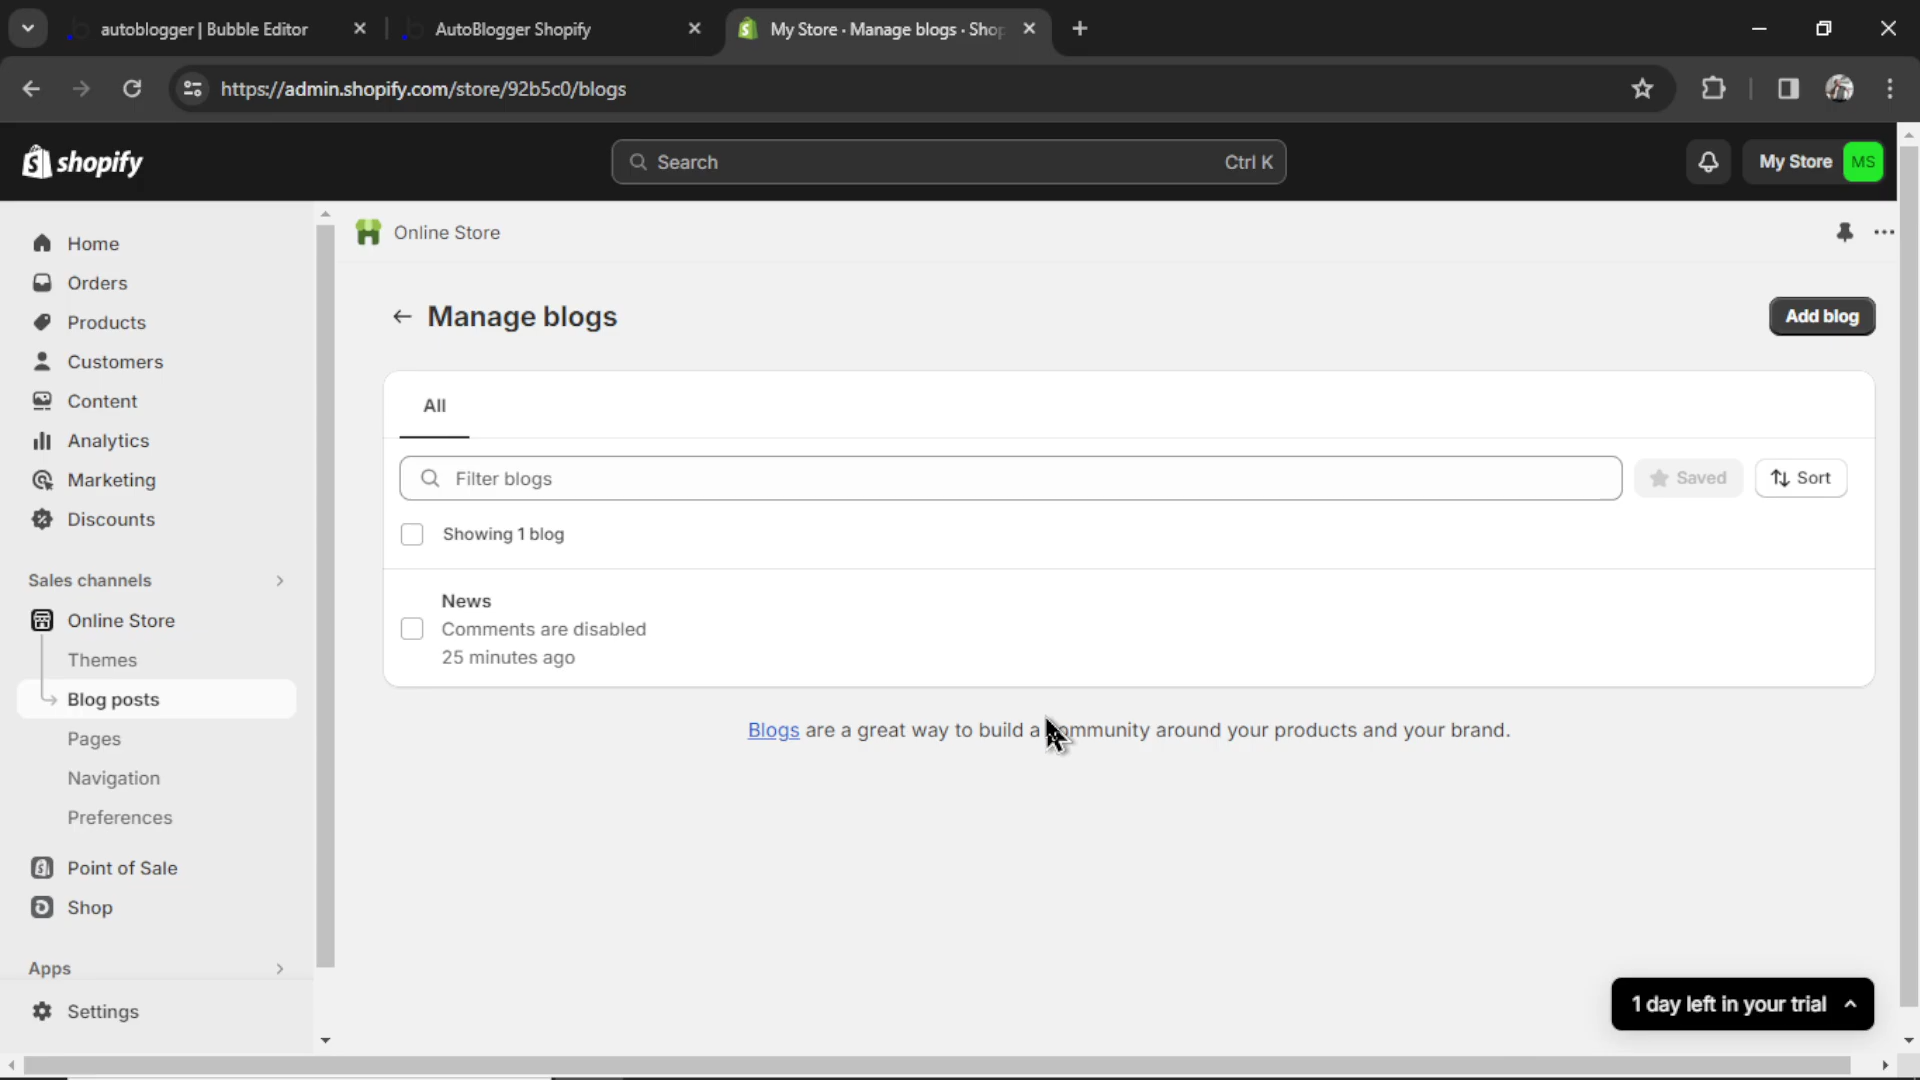 autoblogger | Bubble Editor
AutoBlogger Shopify
My Store · Manage blogs · Shop
https://admin.shopify.com/store/92b5c0/blogs
shopify
Search
Ctrl K
My Store
MS
Home
Orders
Products
Customers
Content
Analytics
Marketing
Discounts
Sales channels
Online Store
Themes
Blog posts
Pages
Navigation
Preferences
Point of Sale
Shop
Apps
Settings
Online Store
Manage blogs
Add blog
All
Filter blogs
Saved
Sort
Showing 1 blog
News
Comments are disabled
25 minutes ago
Blogs are a great way to build a community around your products and your brand.
1 day left in your trial